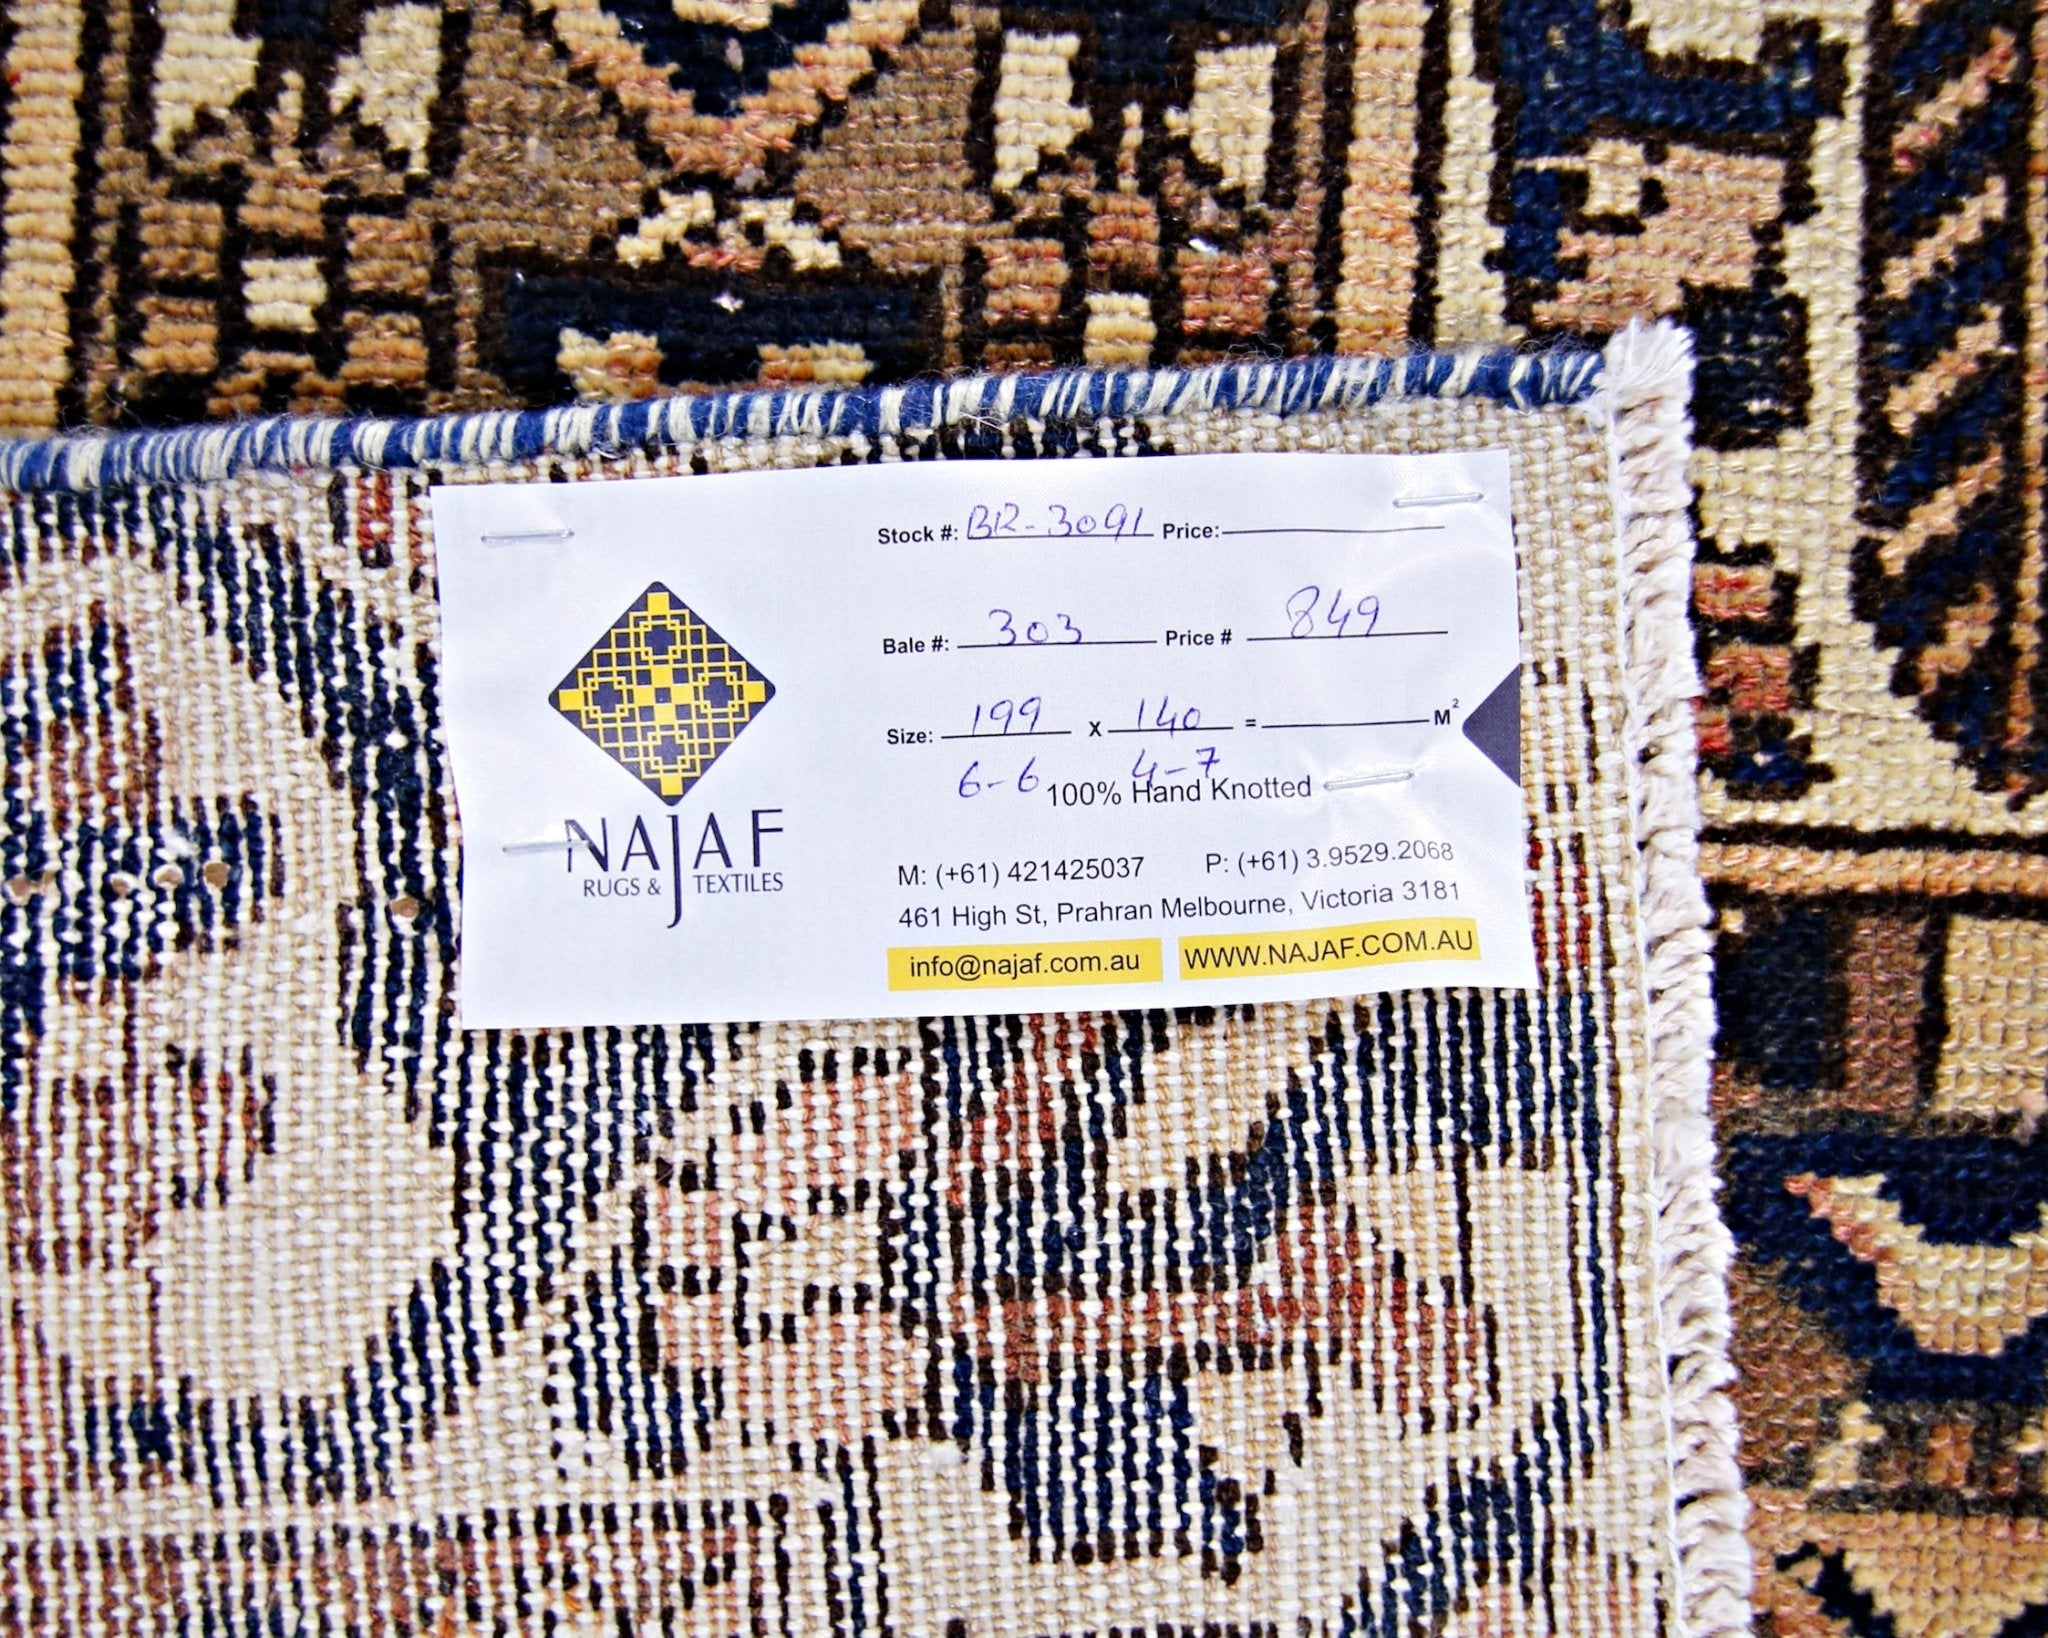 Stock #: BR-3091 Price:
Bale #: 303 Price # 849
Size: 199 x 140 = M²
6-6 4-7
100% Hand Knotted
NAJAF
RUGS & TEXTILES
M: (+61) 421425037 P: (+61) 3.9529.2068
461 High St, Prahran Melbourne, Victoria 3181
info@najaf.com.au WWW.NAJAF.COM.AU